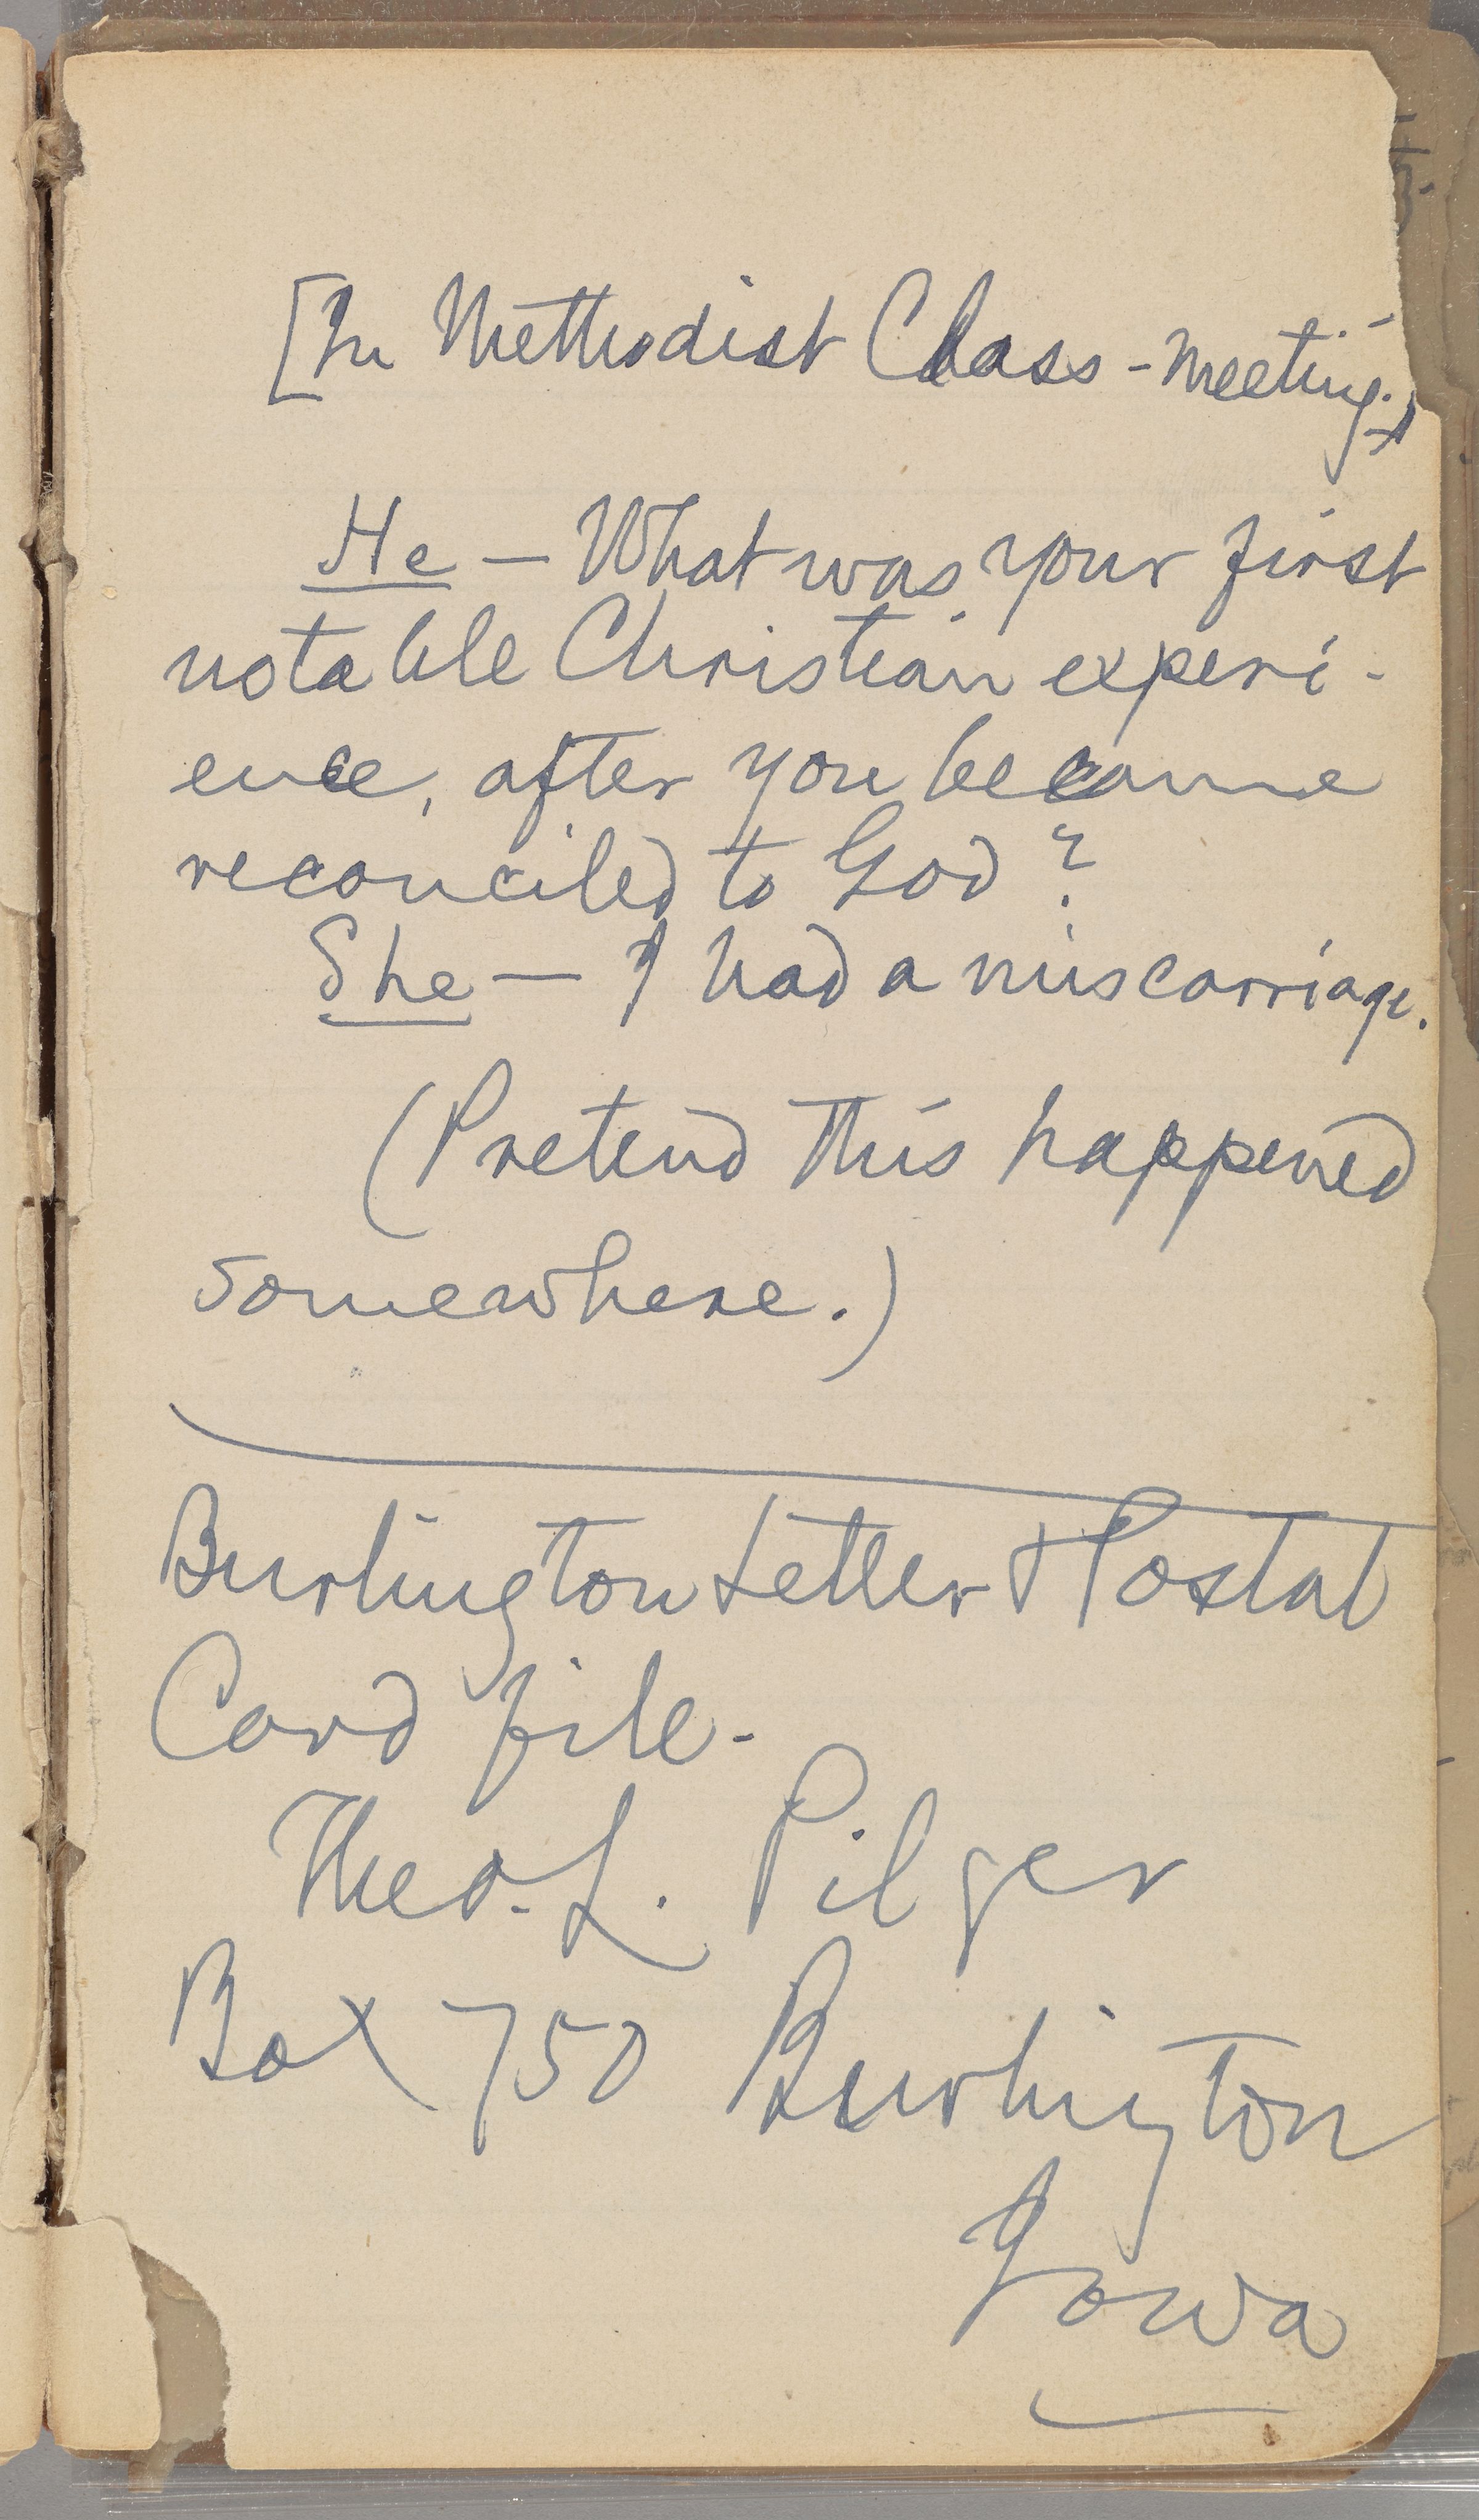 [In Methodist Class-meeting.]
He — What was your first
notable Christian experi-
ence, after you became
reconciled to God?
She — I had a miscarriage.
(Pretend this happened
somewhere.)
Burlington Letter & Postal
Card file.
Theo. L. Pilger
Box 750 Burlington
Iowa